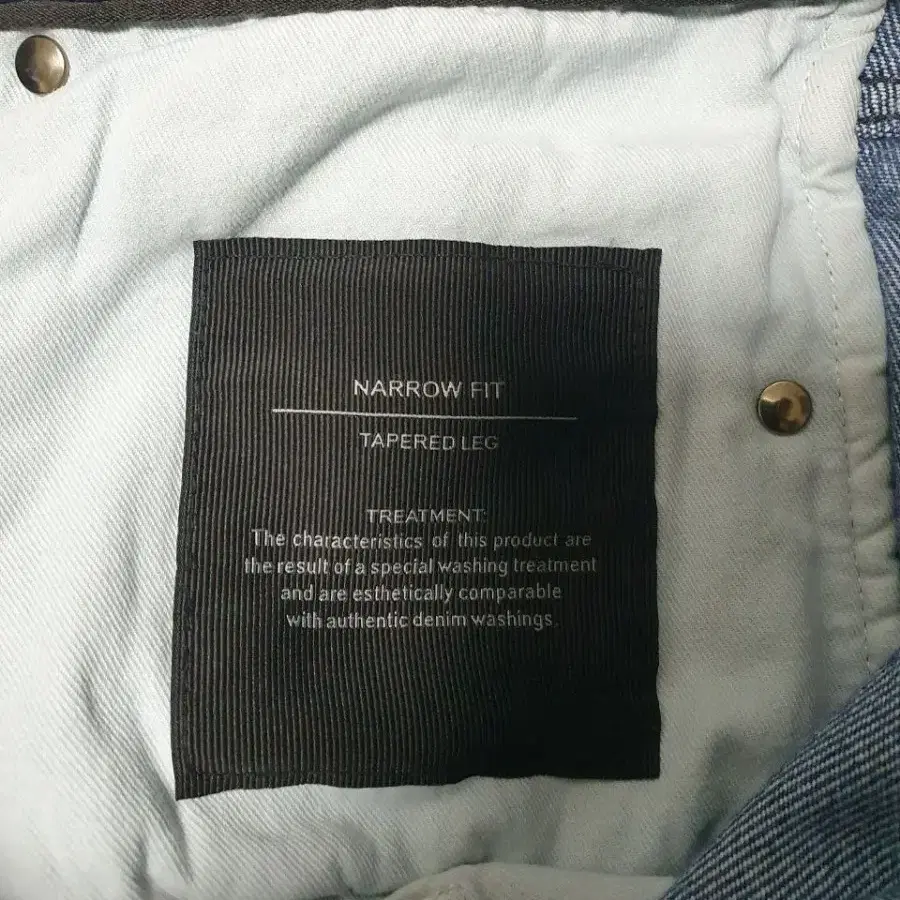 NARROW FIT
TAPERED LEG
TREATMENT:
The characteristics of this product are
the result of a special washing treatment
and are esthetically comparable
with authentic denim washings.